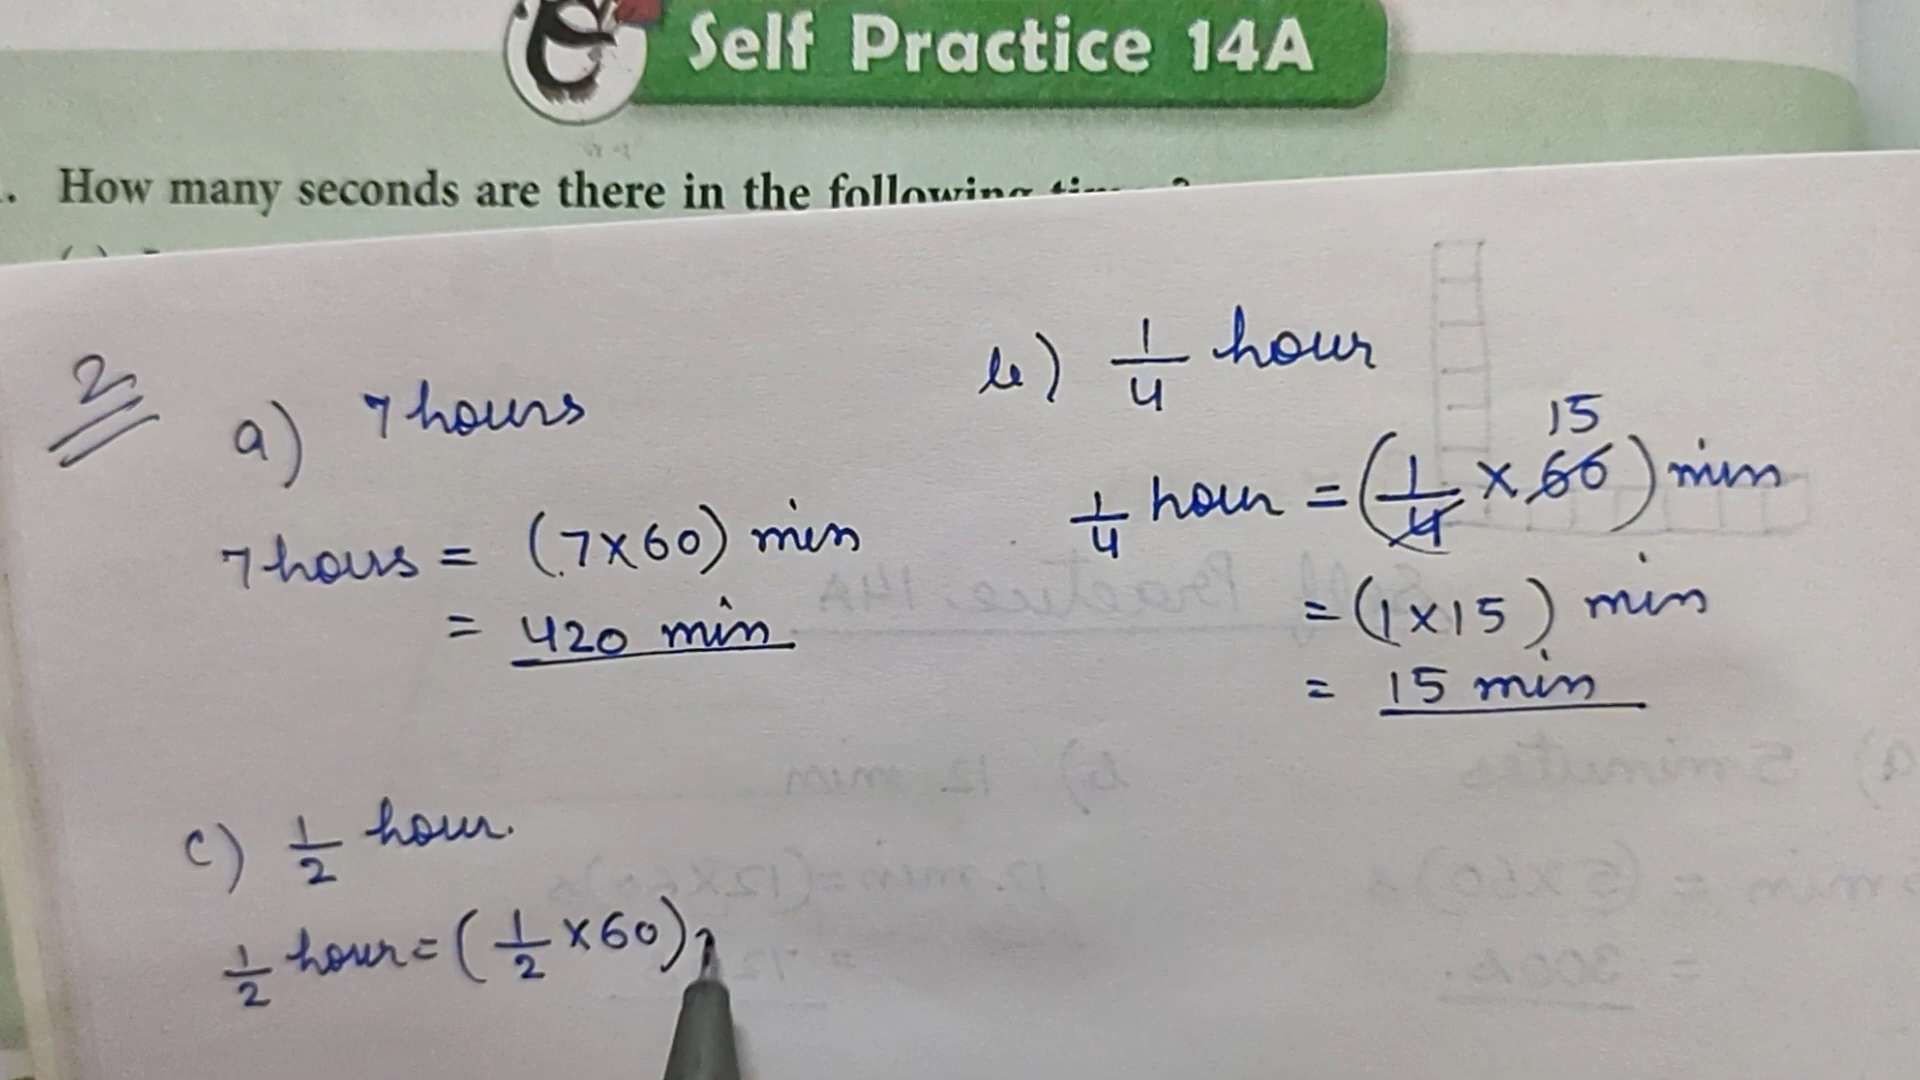 Self Practice 14A
How many seconds are there in the following
2
a) 7 hours
7 hours = (7×60) min
= 420 min
b) 1/4 hour
15
1/4 hour = (1/4 × 60) min
= (1×15) min
= 15 min
c) 1/2 hour.
1/2 hour = (1/2 ×60)